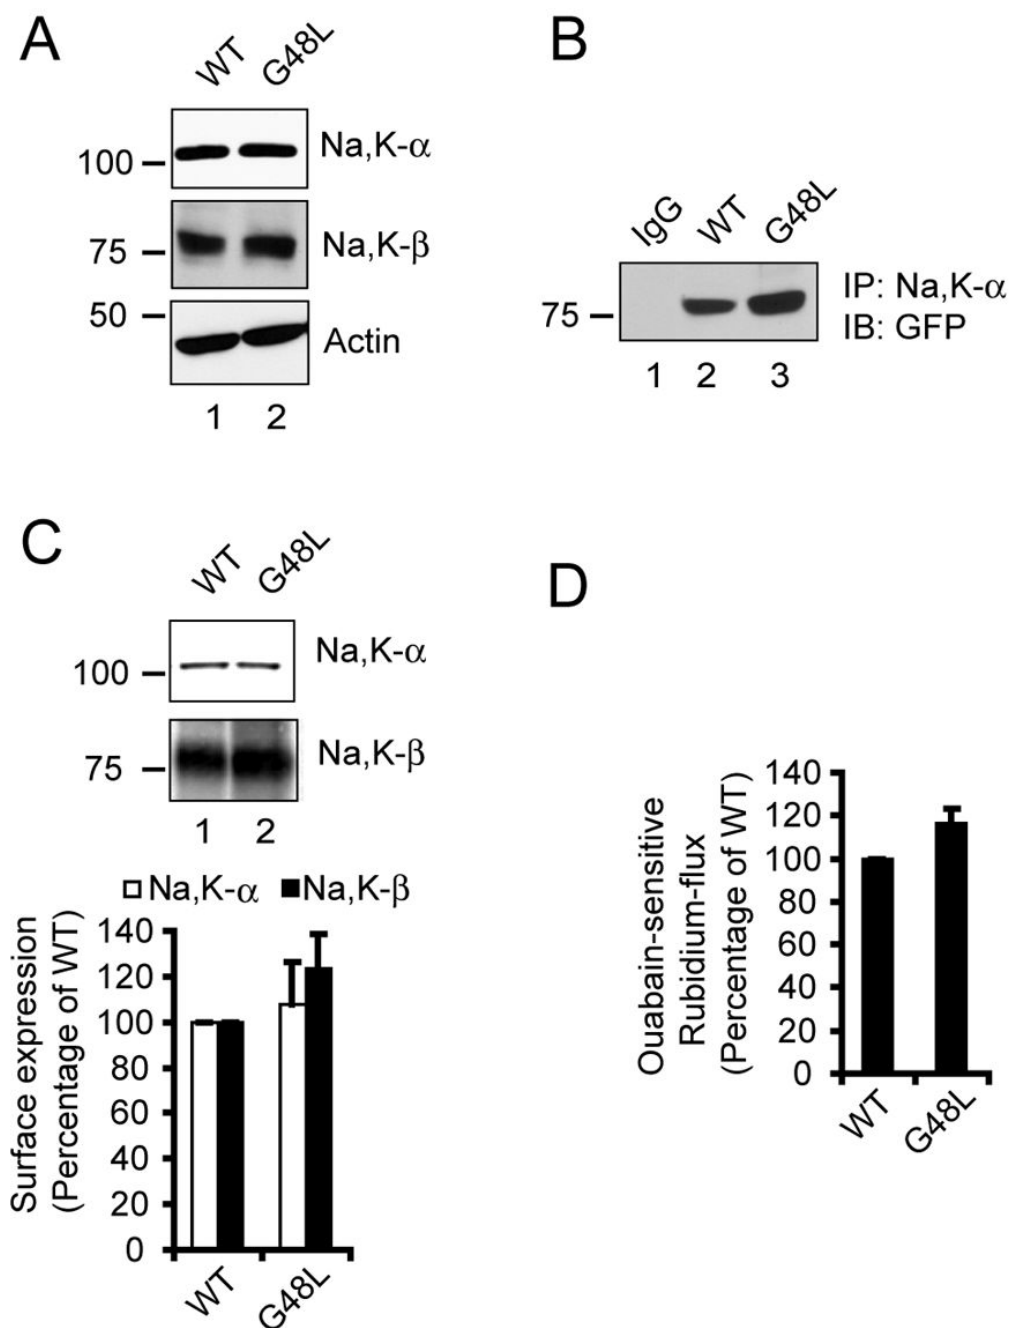 A
WT G48L
Na,K-α
100
Na,K-β
75
50
Actin
1 2
B
IgG WT G48L
IP: Na,K-α
75
IB: GFP
1 2 3
C
WT G48L
Na,K-α
100
Na,K-β
75
1 2
Na,K-α Na,K-β
Surface expression
(Percentage of WT)
140
120
100
80
60
40
20
0
WT G48L
D
Ouabain-sensitive
Rubidium-flux
(Percentage of WT)
140
120
100
80
60
40
20
0
WT G48L